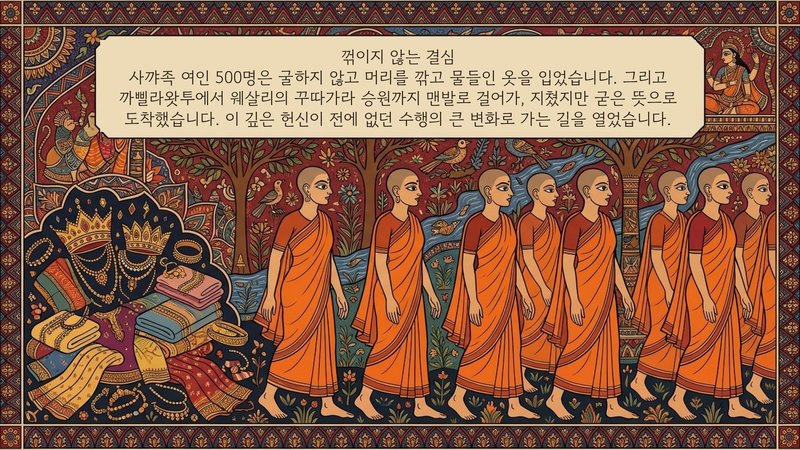 꺾이지 않는 결심
사꺄족 여인 500명은 굴하지 않고 머리를 깎고 물들인 옷을 입었습니다. 그리고
까삘라왓투에서 웨살리의 꾸따가라 승원까지 맨발로 걸어가, 지쳤지만 굳은 뜻으로
도착했습니다. 이 깊은 헌신이 전에 없던 수행의 큰 변화로 가는 길을 열었습니다.